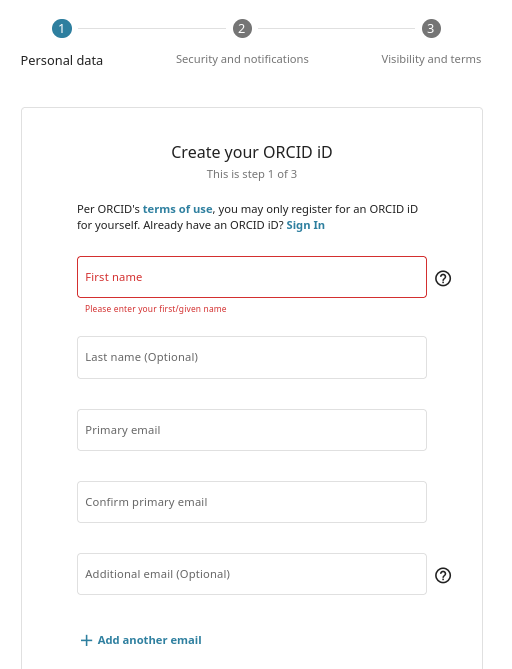 1 2 3
Personal data Security and notifications Visibility and terms
Create your ORCID iD
This is step 1 of 3
Per ORCID's terms of use, you may only register for an ORCID iD
for yourself. Already have an ORCID iD? Sign In
First name
Please enter your first/given name
Last name (Optional)
Primary email
Confirm primary email
Additional email (Optional)
Add another email